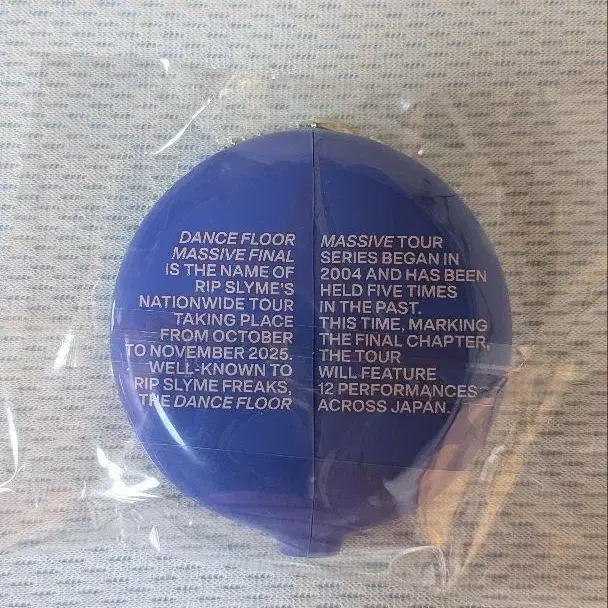 DANCE FLOOR
MASSIVE FINAL
IS THE NAME OF
RIP SLYME'S
NATIONWIDE TOUR
TAKING PLACE
FROM OCTOBER
TO NOVEMBER 2025.
WELL-KNOWN TO
RIP SLYME FREAKS,
THE DANCE FLOOR
MASSIVE TOUR
SERIES BEGAN IN
2004 AND HAS BEEN
HELD FIVE TIMES
IN THE PAST.
THIS TIME, MARKING
THE FINAL CHAPTER,
THE TOUR
WILL FEATURE
12 PERFORMANCES
ACROSS JAPAN.